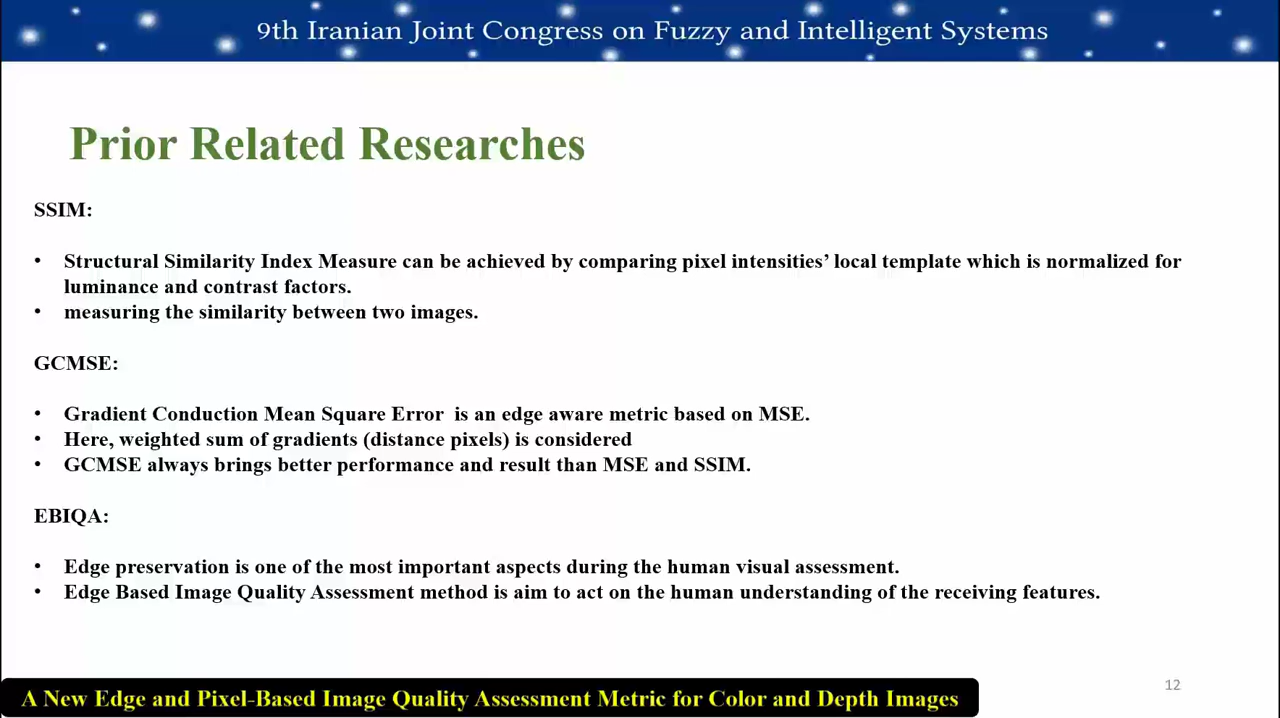 9th Iranian Joint Congress on Fuzzy and Intelligent Systems
Prior Related Researches
SSIM:
• Structural Similarity Index Measure can be achieved by comparing pixel intensities’ local template which is normalized for
luminance and contrast factors.
• measuring the similarity between two images.
GCMSE:
• Gradient Conduction Mean Square Error is an edge aware metric based on MSE.
• Here, weighted sum of gradients (distance pixels) is considered
• GCMSE always brings better performance and result than MSE and SSIM.
EBIQA:
• Edge preservation is one of the most important aspects during the human visual assessment.
• Edge Based Image Quality Assessment method is aim to act on the human understanding of the receiving features.
A New Edge and Pixel-Based Image Quality Assessment Metric for Color and Depth Images
12